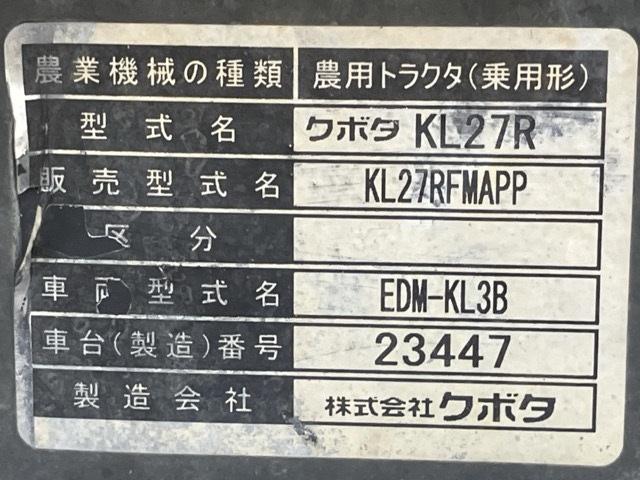 農業機械の種類 農用トラクタ(乗用形)
型式名 クボタ KL27R
販売型式名 KL27RFMAPP
区分
車両型式名 EDM-KL3B
車台(製造)番号 23447
製造会社 株式会社クボタ